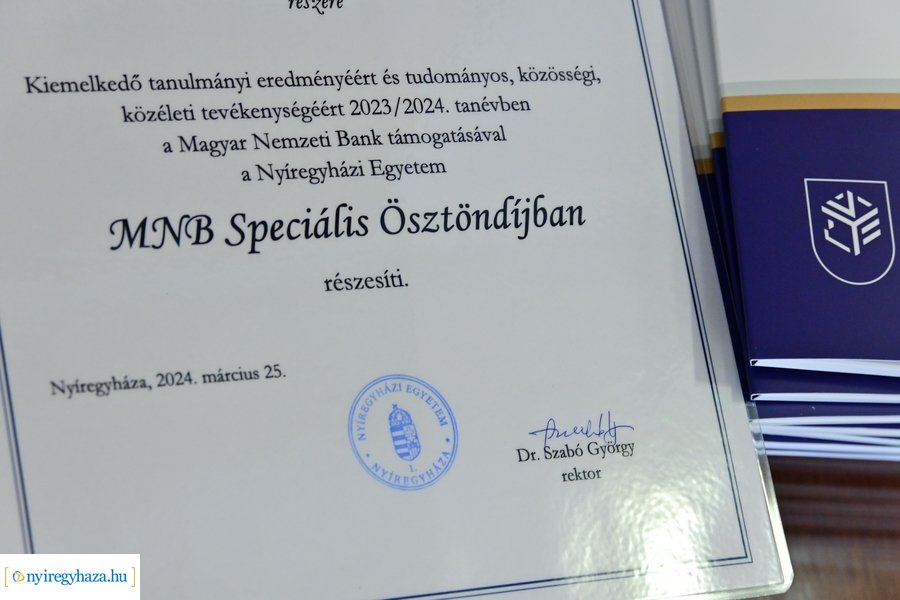 részére
Kiemelkedő tanulmányi eredményéért és tudományos, közösségi,
közéleti tevékenységéért 2023/2024. tanévben
a Magyar Nemzeti Bank támogatásával
a Nyíregyházi Egyetem
MNB Speciális Ösztöndíjban
részesíti.
Nyíregyháza, 2024. március 25.
NYÍREGYHÁZI EGYETEM
1.
NYÍREGYHÁZA
Dr. Szabó György
rektor
nyiregyhaza.hu